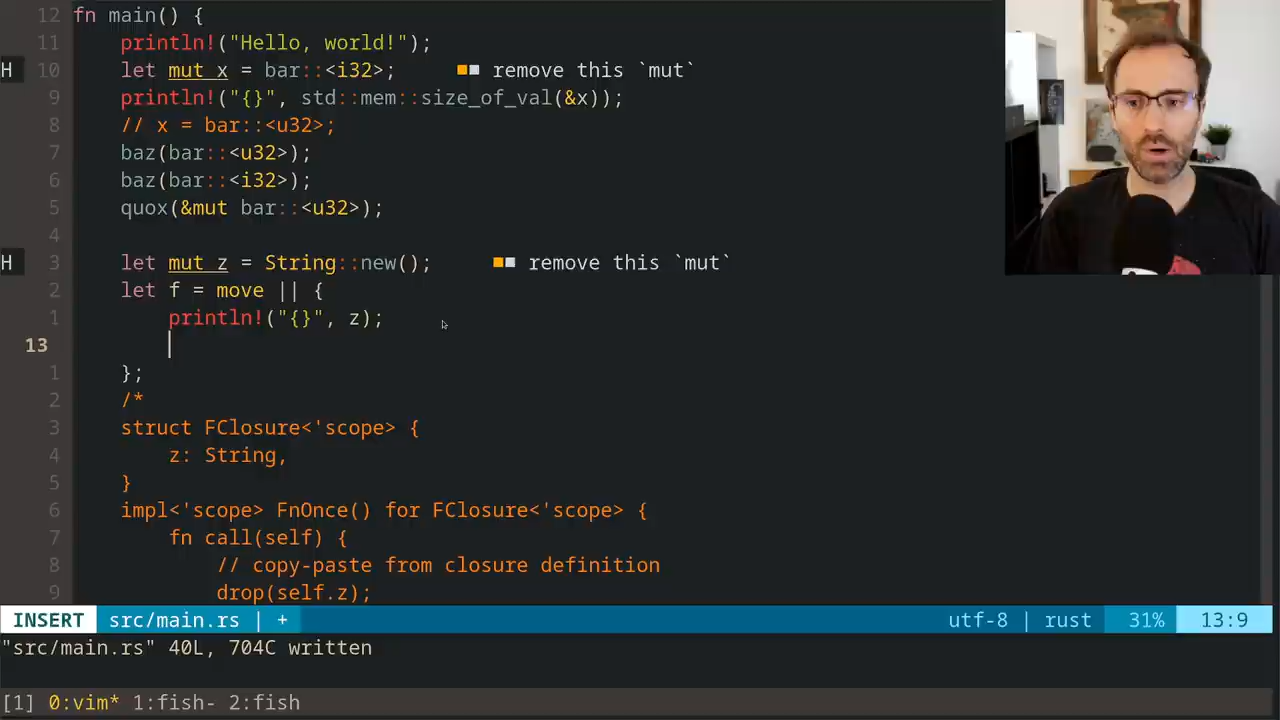 12 fn main() {
11     println!("Hello, world!");
H 10     let mut x = bar::<i32>;     remove this `mut`
9     println!("{}", std::mem::size_of_val(&x));
8     // x = bar::<u32>;
7     baz(bar::<u32>);
6     baz(bar::<i32>);
5     quox(&mut bar::<u32>);
4
H 3     let mut z = String::new();     remove this `mut`
2     let f = move || {
1         println!("{}", z);
13
1     };
2     /*
3     struct FClosure<'scope> {
4         z: String,
5     }
6     impl<'scope> FnOnce() for FClosure<'scope> {
7         fn call(self) {
8             // copy-paste from closure definition
9             drop(self.z);
INSERT src/main.rs | + utf-8 | rust 31% 13:9
"src/main.rs" 40L, 704C written
[1] 0:vim* 1:fish- 2:fish